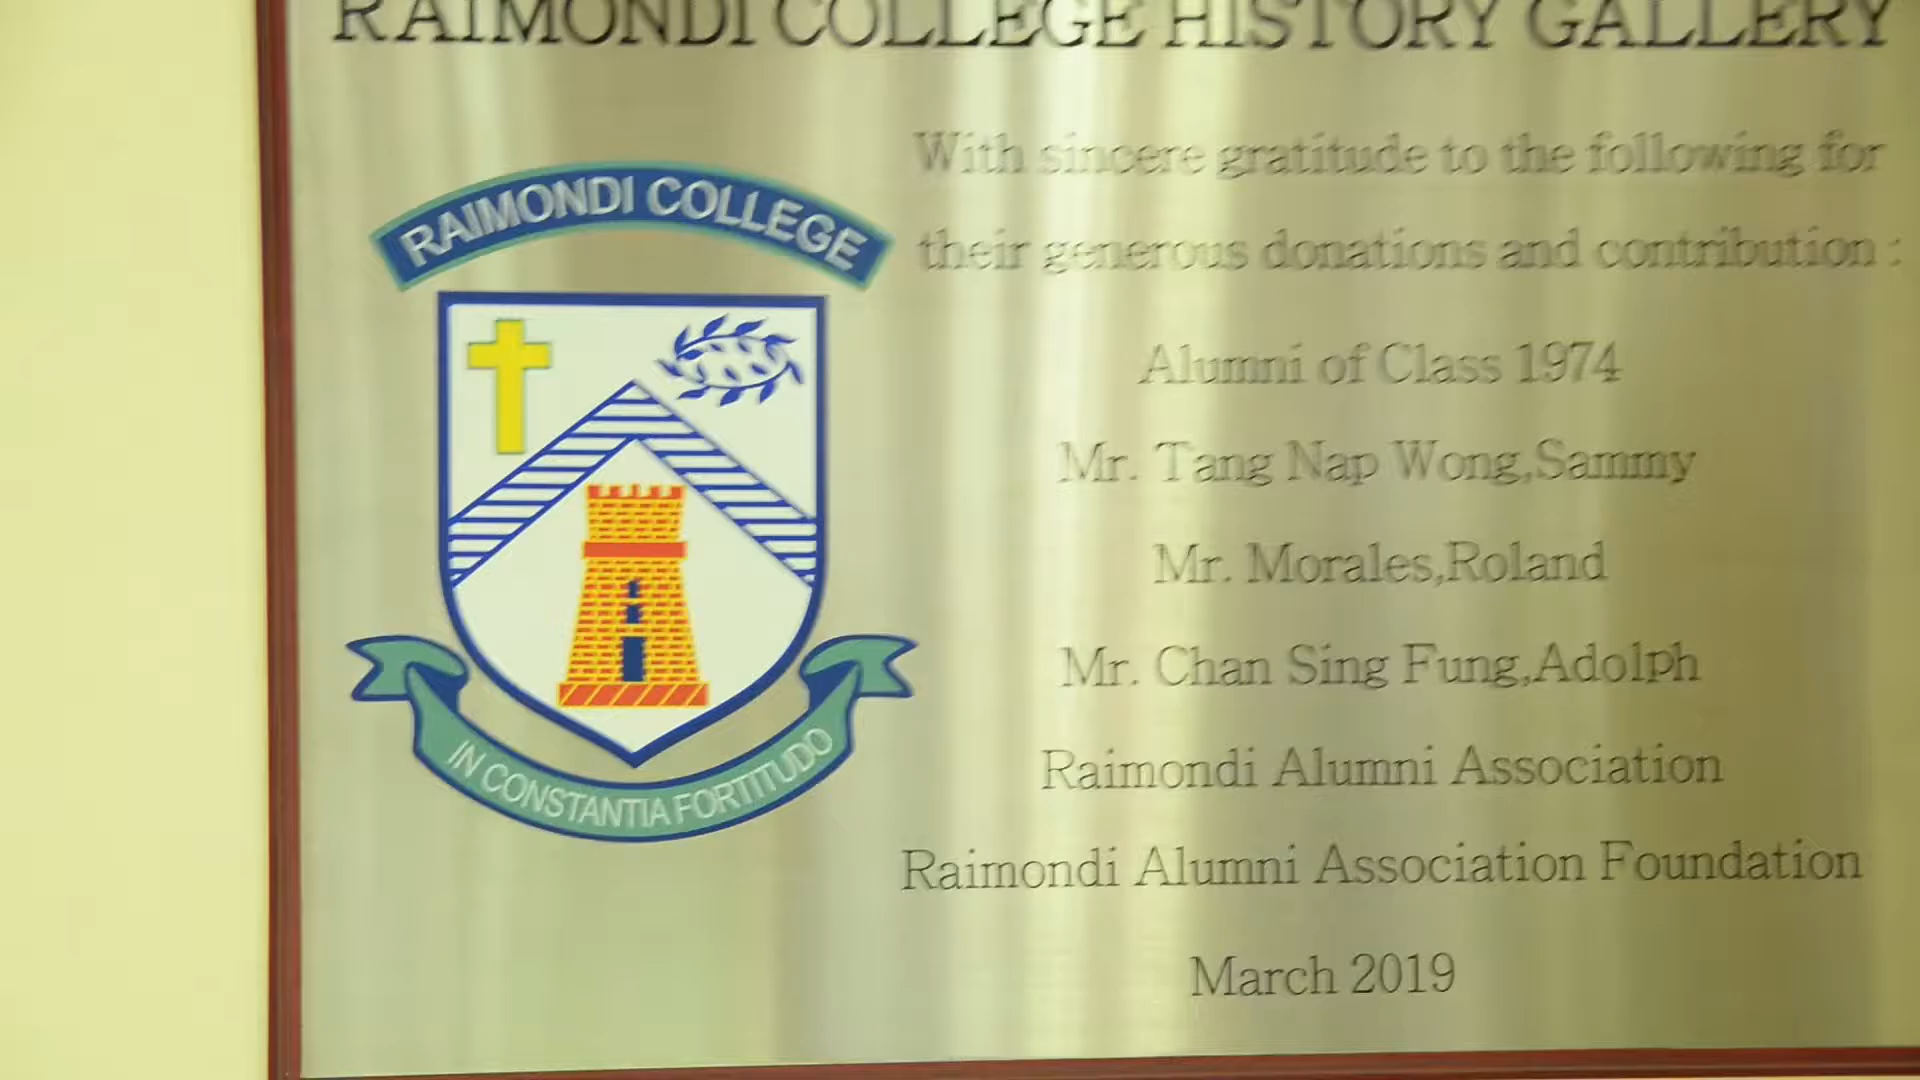 RAIMONDI COLLEGE HISTORY GALLERY
With sincere gratitude to the following for
their generous donations and contribution :
Alumni of Class 1974
Mr. Tang Nap Wong,Sammy
Mr. Morales,Roland
Mr. Chan Sing Fung,Adolph
Raimondi Alumni Association
Raimondi Alumni Association Foundation
March 2019
RAIMONDI COLLEGE
IN CONSTANTIA FORTITUDO